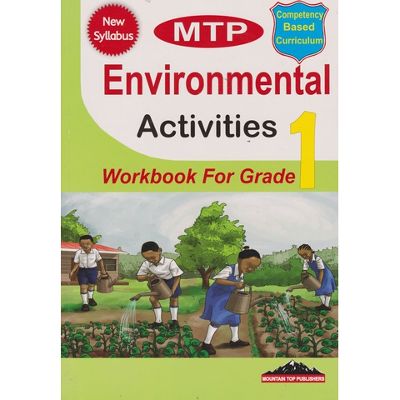 New
Syllabus
MTP
Competency
Based
Curriculum
Environmental
Activities
1
Workbook For Grade
MOUNTAIN TOP PUBLISHERS